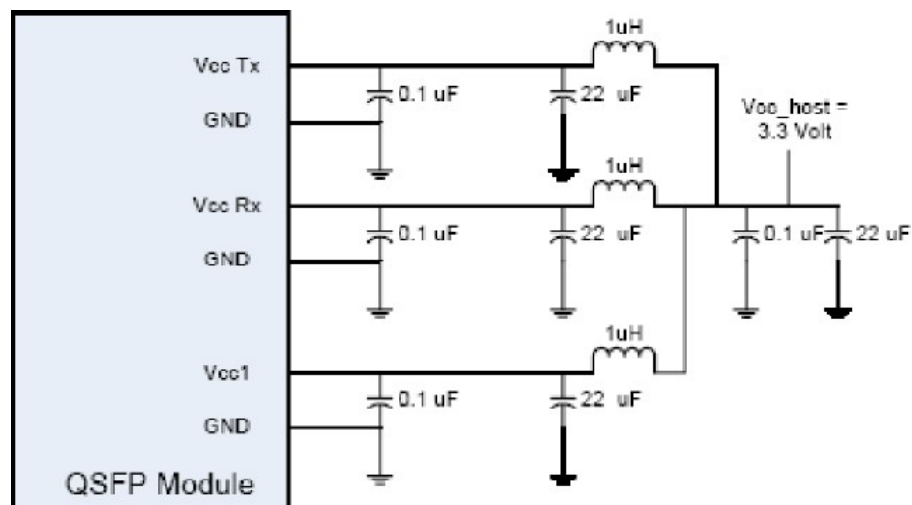 1uH
Vcc Tx
0.1 uF
22 uF
GND
Vcc_host =
3.3 Volt
1uH
Vcc Rx
0.1 uF
22 uF
0.1 uF
22 uF
GND
1uH
Vcc1
0.1 uF
22 uF
GND
QSFP Module